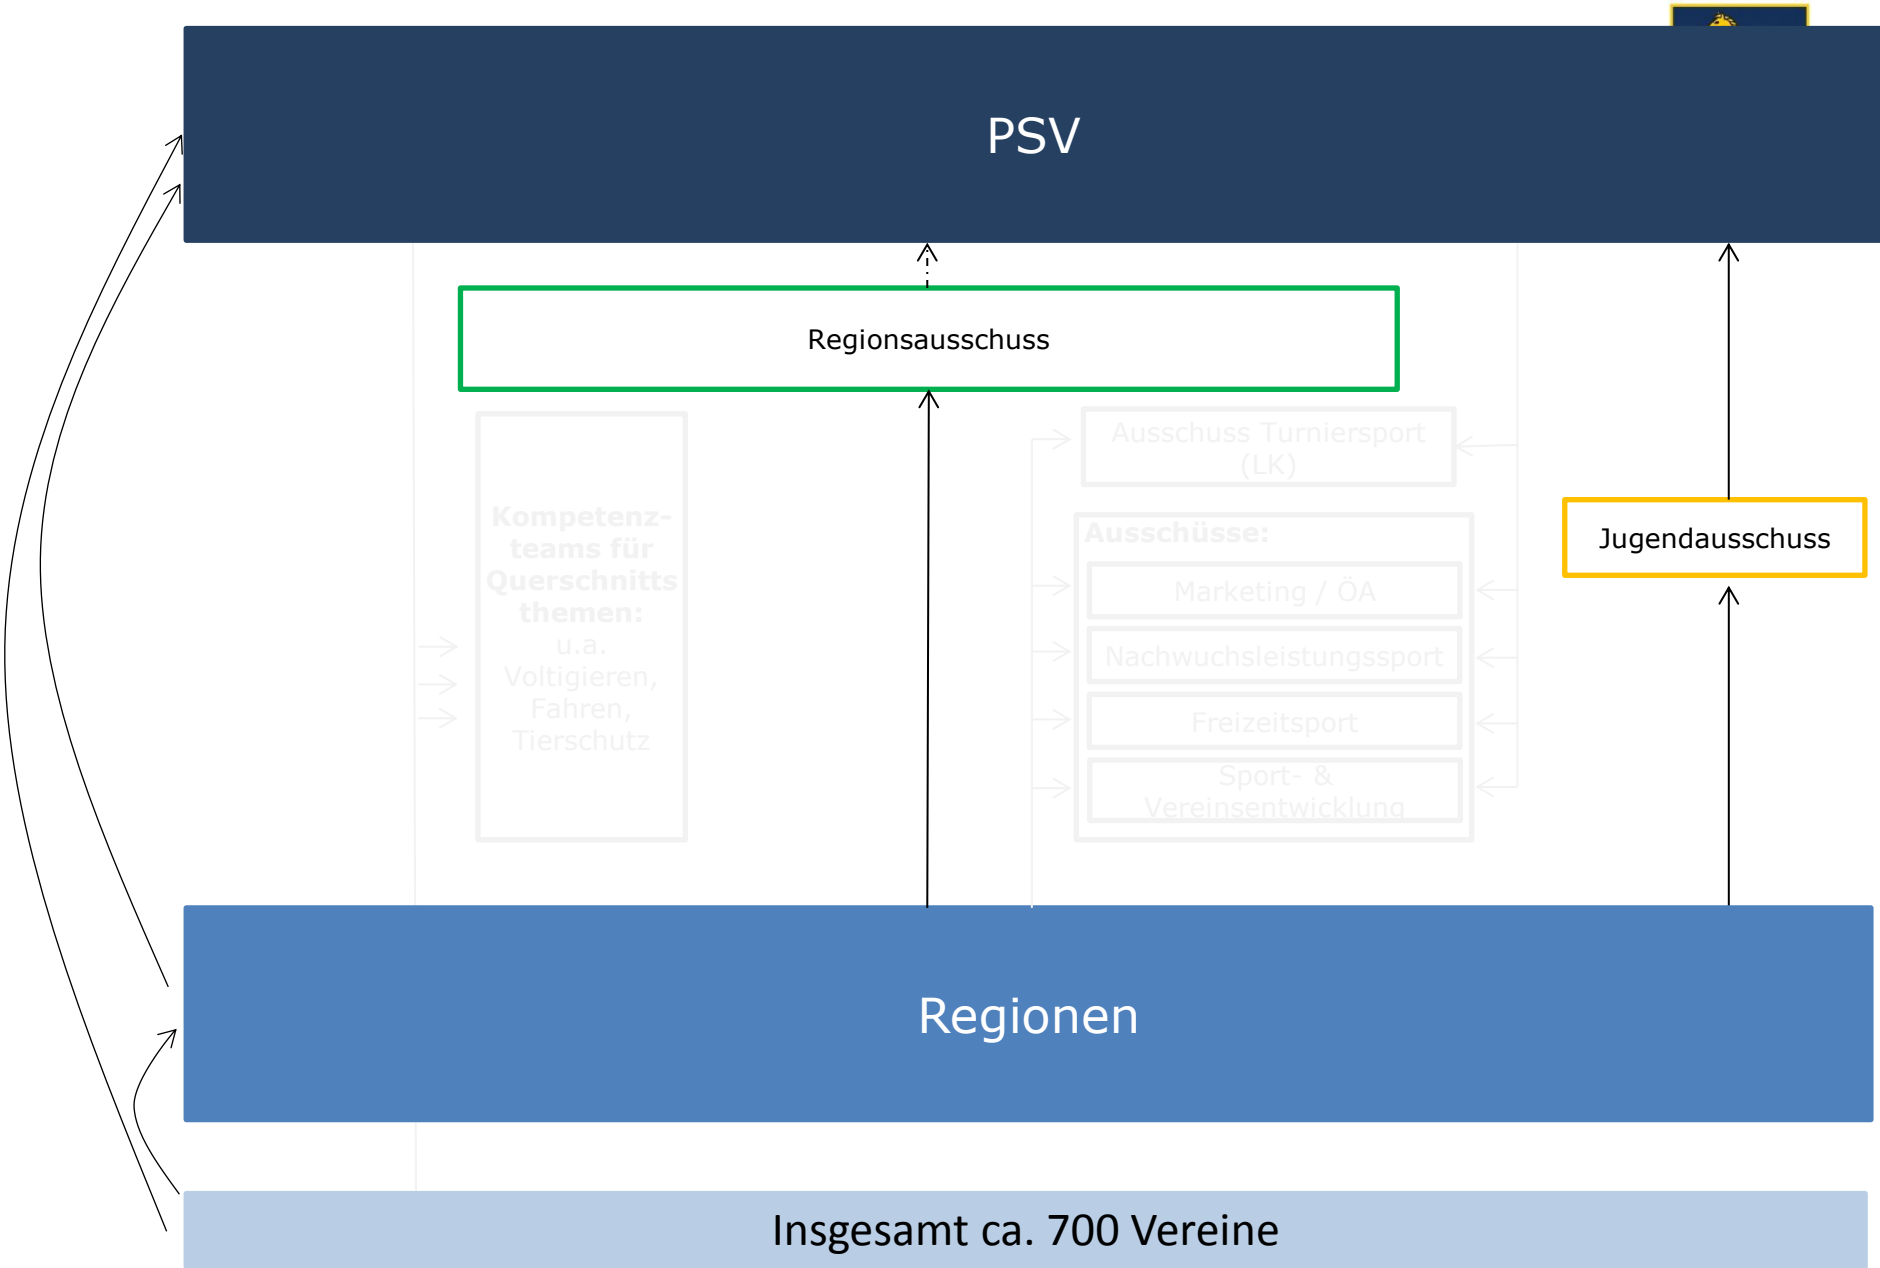 PSV
Regionsausschuss
Ausschuss Turniersport
(LK)
Kompetenz-
teams für
Querschnitts
themen:
u.a.
Voltigieren,
Fahren,
Tierschutz
Ausschüsse:
Marketing / ÖA
Nachwuchsleistungssport
Freizeitsport
Sport- &
Vereinsentwicklung
Jugendausschuss
Regionen
Insgesamt ca. 700 Vereine